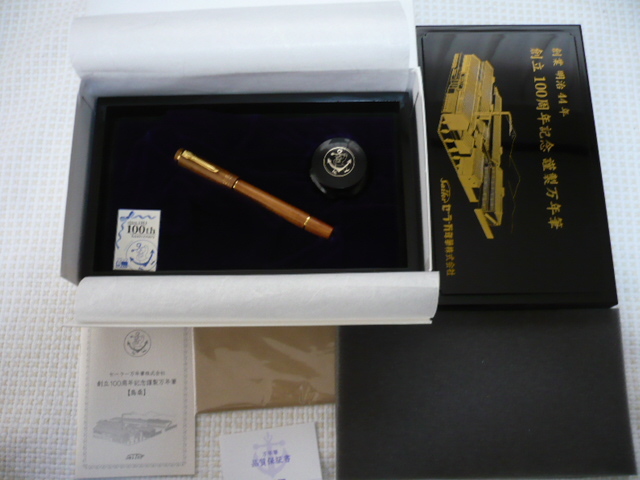 創業 明治 44 年
創立 100周年記念 謹製万年筆
Sailor セーラー万年筆株式会社
100th
セーラー万年筆株式会社
創立100周年記念謹製万年筆
Sailor
品質保証書